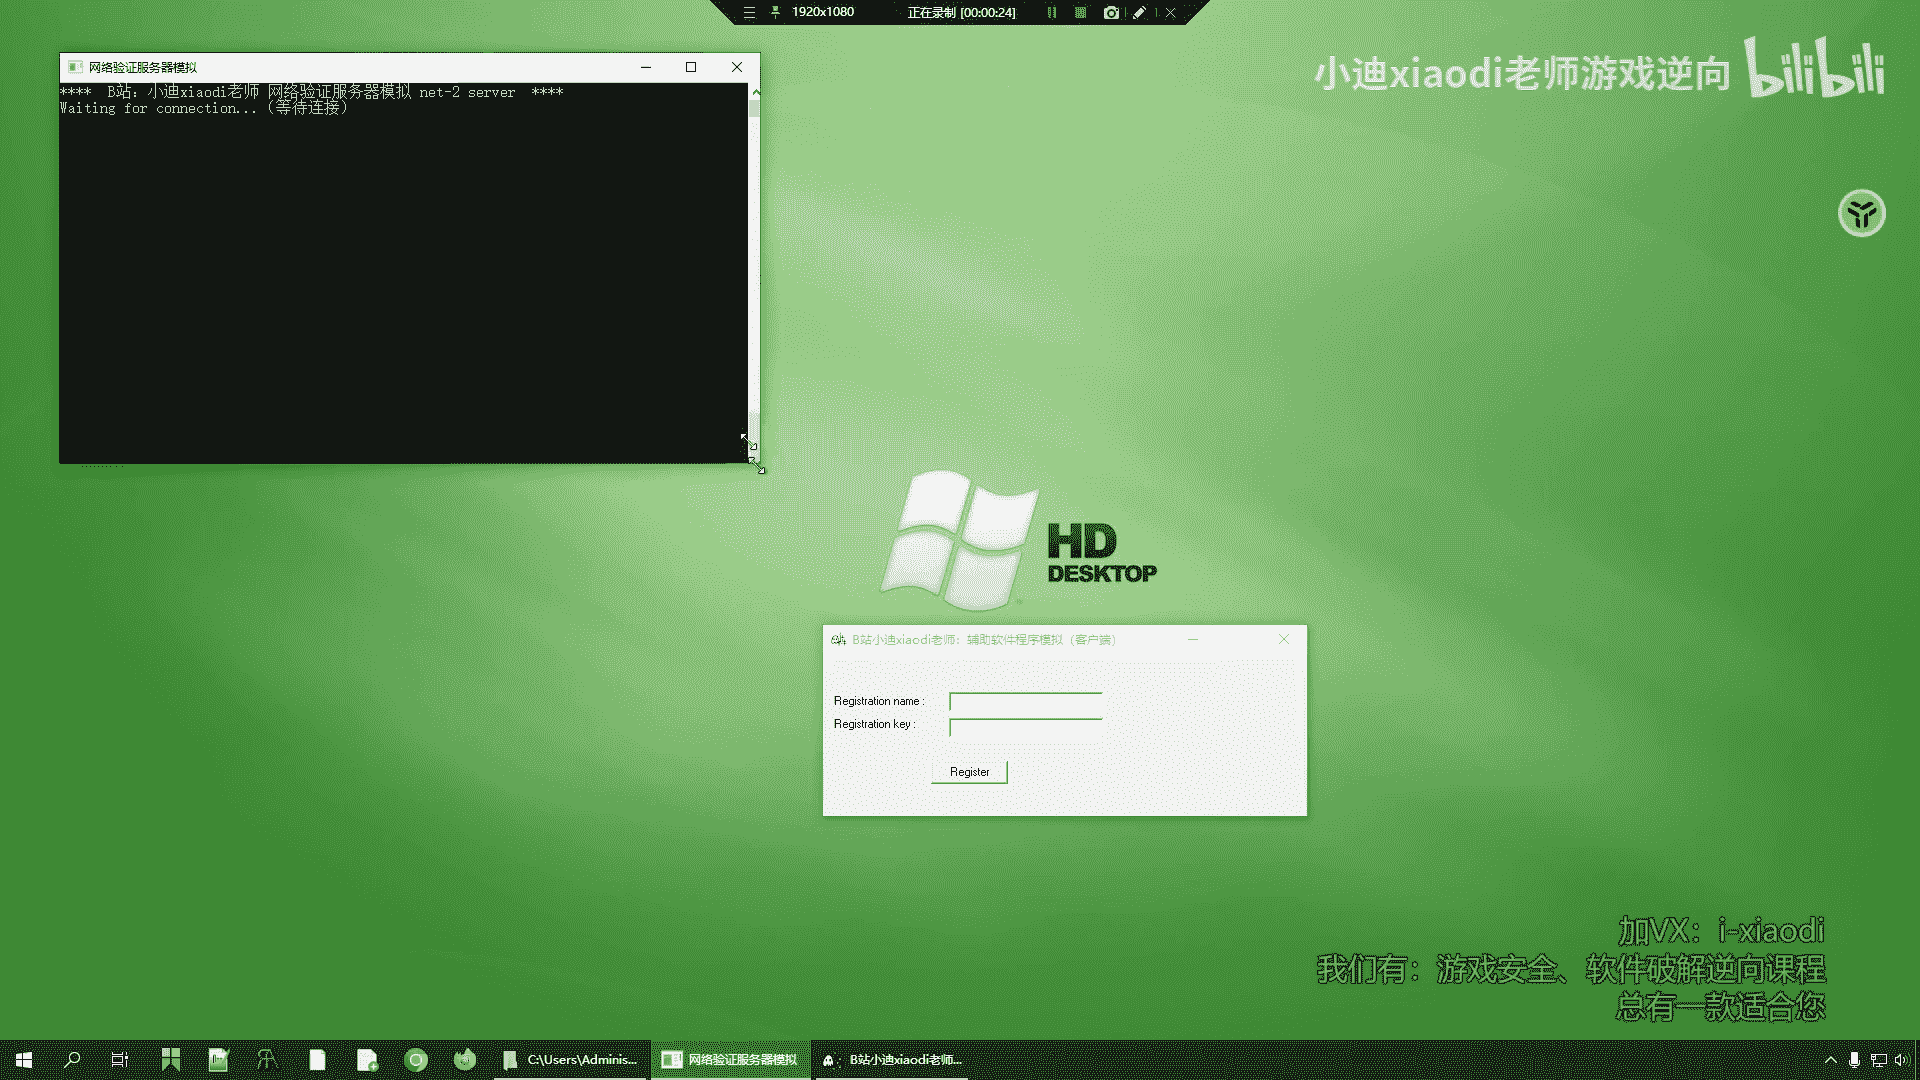 1920x1080 正在录制 [00:00:24]
小迪xiaodi老师游戏逆向 bilibili
网络验证服务器模拟
**** B站：小迪xiaodi老师 网络验证服务器模拟 net-2 server ****
Waiting for connection...（等待连接）
HD
DESKTOP
B站小迪xiaodi老师：辅助软件程序模拟（客户端）
Registration name :
Registration key :
Register
加VX：i-xiaodi
我们有：游戏安全、软件破解逆向课程
总有一款适合您
C:\Users\Adminis... 网络验证服务器模拟 B站小迪xiaodi老师...